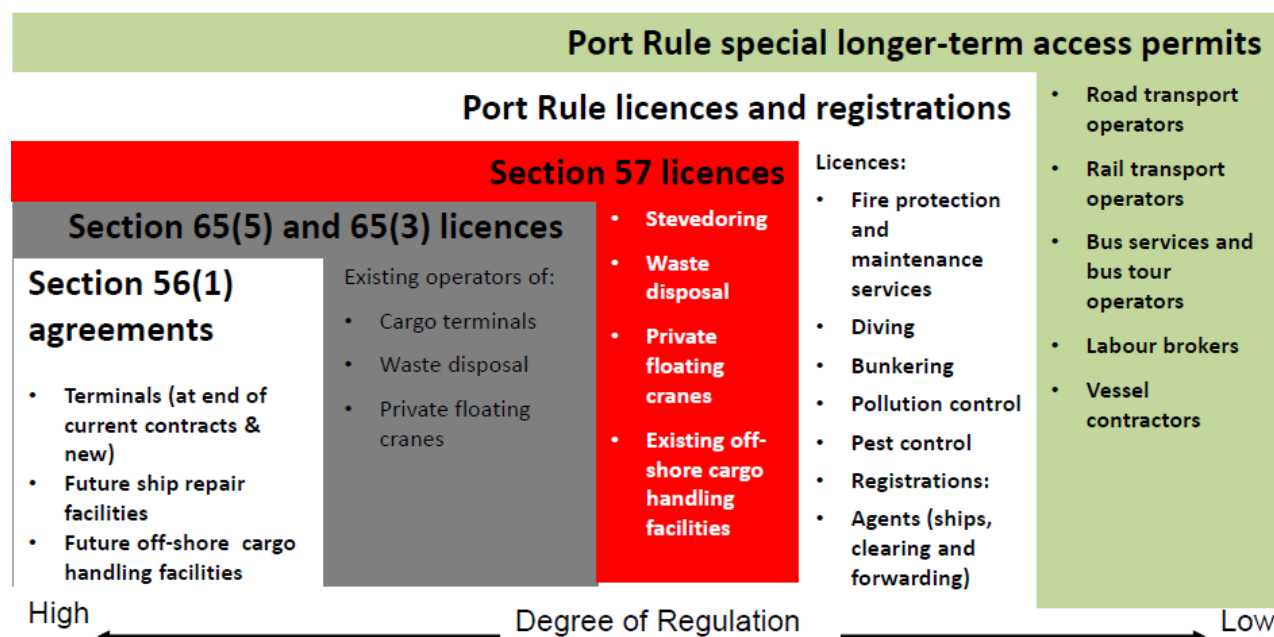 Port Rule special longer-term access permits
Port Rule licences and registrations
Section 57 licences
Section 65(5) and 65(3) licences
Section 56(1)
agreements
• Terminals (at end of
current contracts &
new)
• Future ship repair
facilities
• Future off-shore cargo
handling facilities
Existing operators of:
• Cargo terminals
• Waste disposal
• Private floating
cranes
• Stevedoring
• Waste
disposal
• Private
floating
cranes
• Existing off-
shore cargo
handling
facilities
Licences:
• Fire protection
and
maintenance
services
• Diving
• Bunkering
• Pollution control
• Pest control
• Registrations:
• Agents (ships,
clearing and
forwarding)
• Road transport
operators
• Rail transport
operators
• Bus services and
bus tour
operators
• Labour brokers
• Vessel
contractors
High
Degree of Regulation
Low